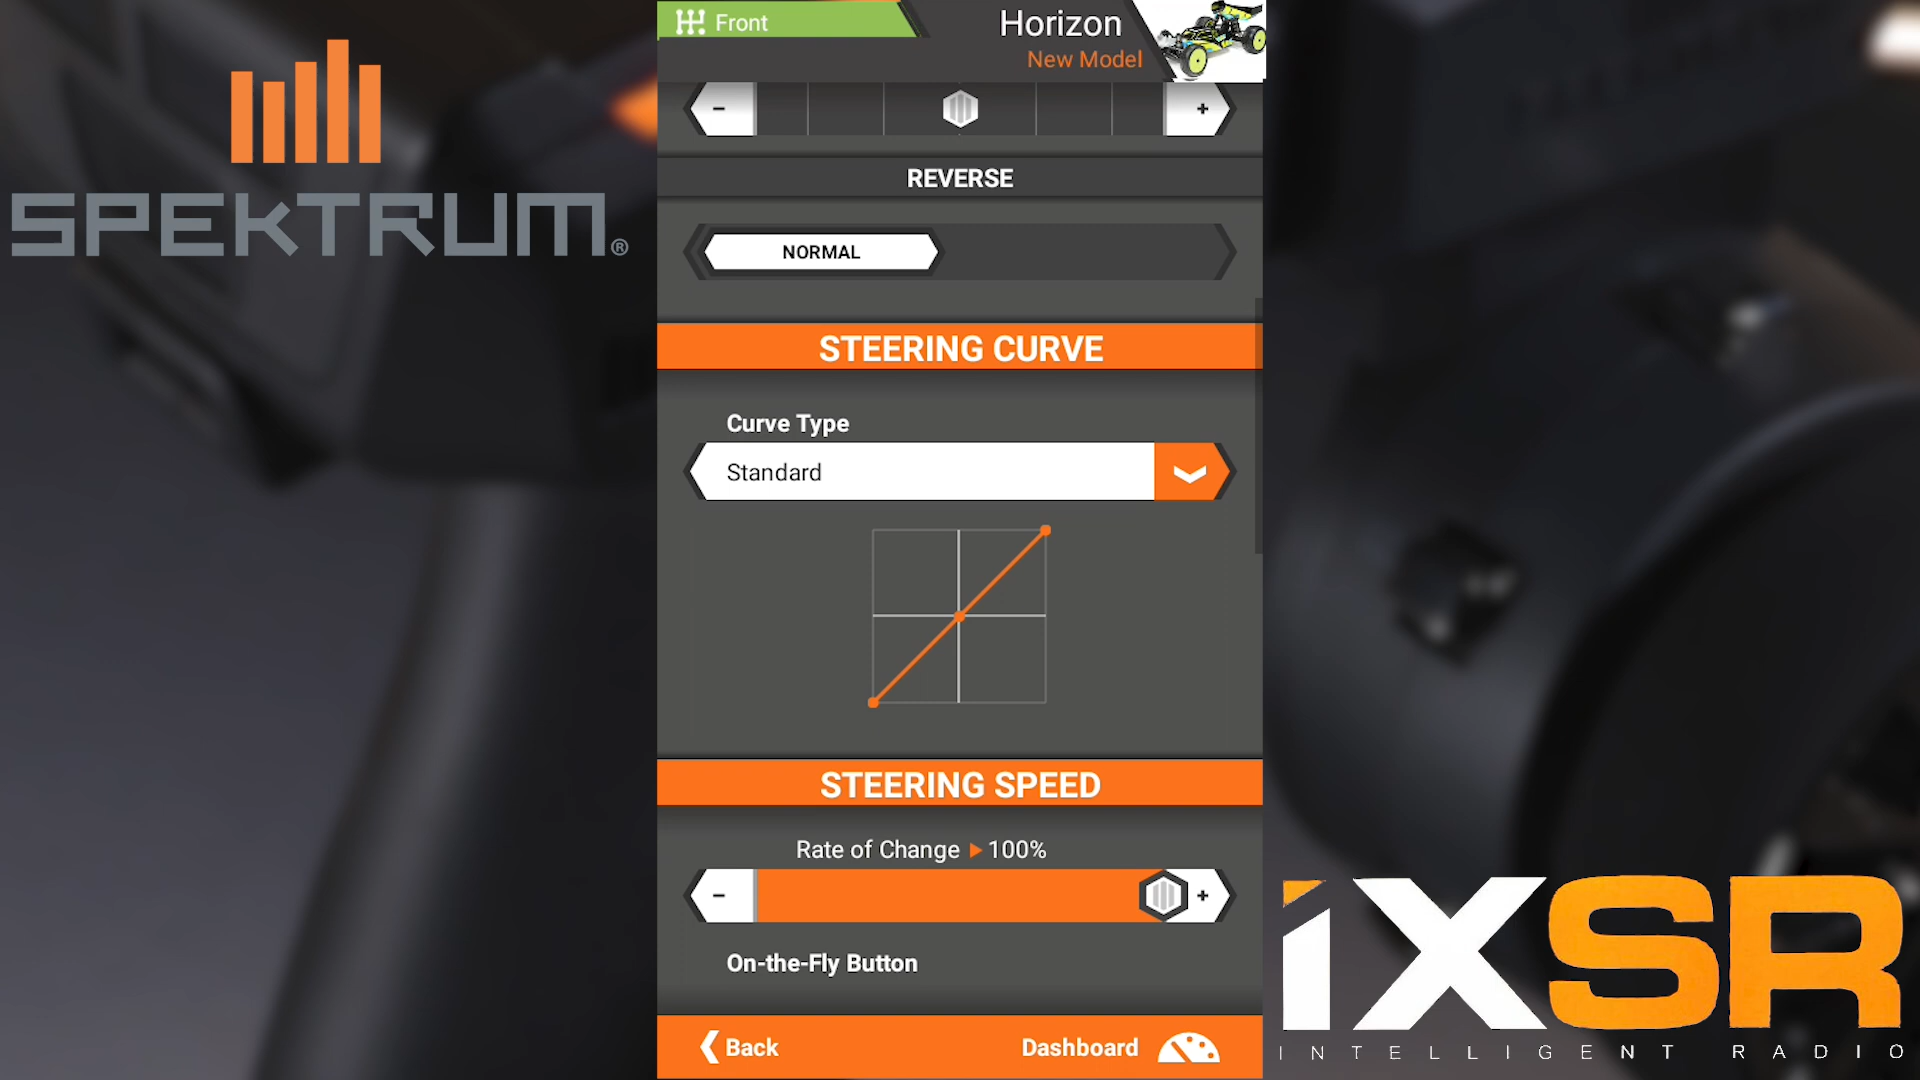 SPEKTRUM®
Front
Horizon
New Model
-
+
REVERSE
NORMAL
STEERING CURVE
Curve Type
Standard
STEERING SPEED
Rate of Change 100%
-
+
On-the-Fly Button
Back
Dashboard
iXSR
INTELLIGENT RADIO